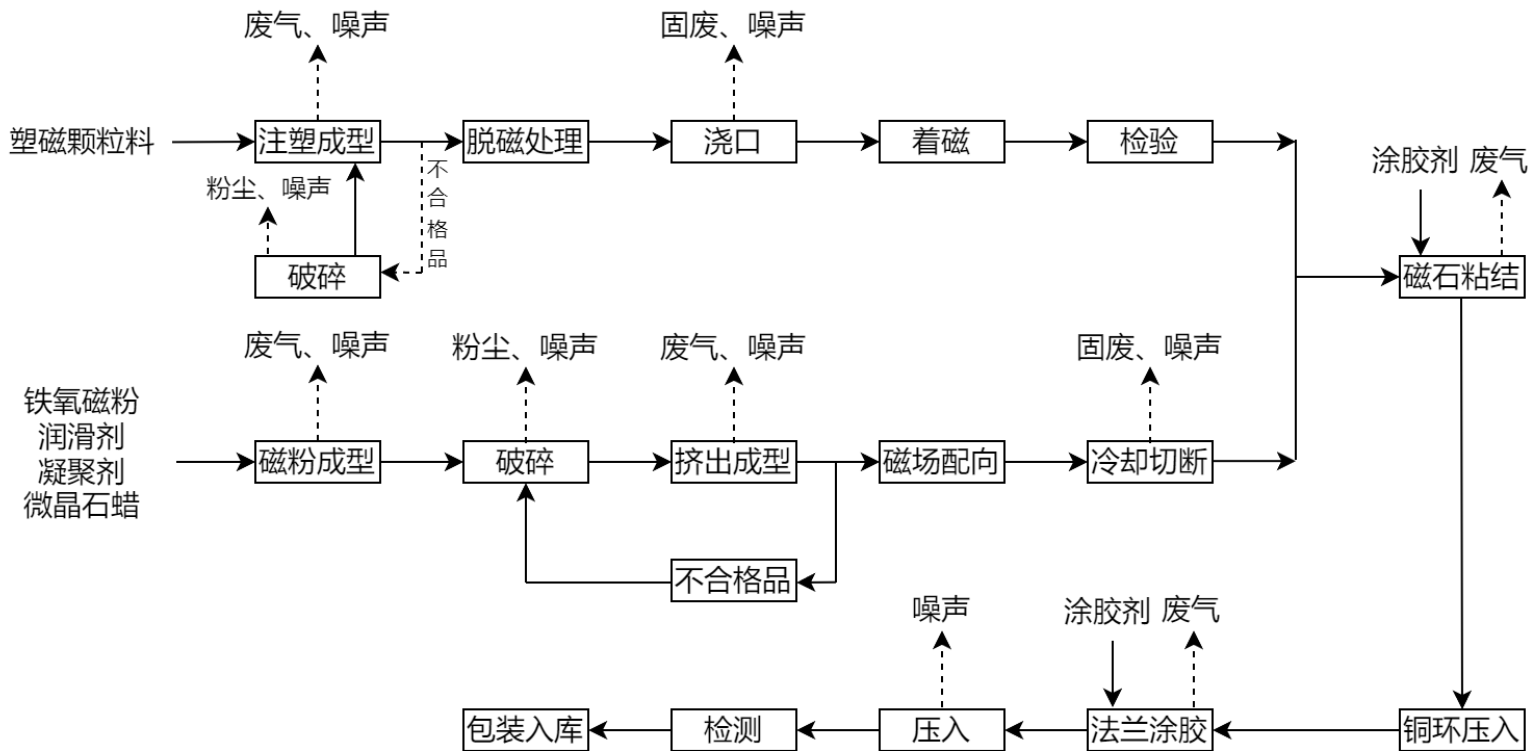 废气、噪声
固废、噪声
塑磁颗粒料
注塑成型
脱磁处理
浇口
着磁
检验
不合格品
粉尘、噪声
破碎
涂胶剂
废气
磁石粘结
废气、噪声
粉尘、噪声
废气、噪声
固废、噪声
铁氧磁粉
润滑剂
凝聚剂
微晶石蜡
磁粉成型
破碎
挤出成型
磁场配向
冷却切断
不合格品
噪声
涂胶剂
废气
包装入库
检测
压入
法兰涂胶
铜环压入